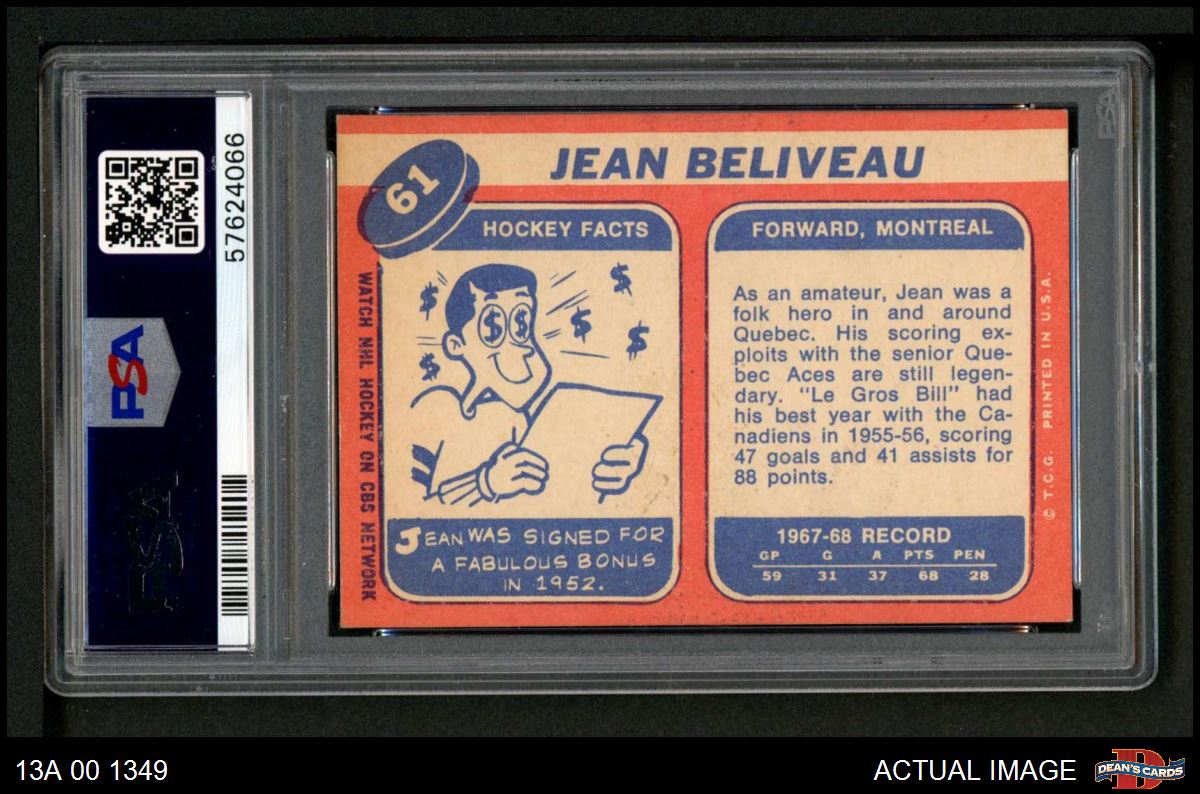 57624066
PSA
PSA
PSA
61
JEAN BELIVEAU
HOCKEY FACTS
WATCH NHL HOCKEY ON CBS NETWORK
$
$
$
$
$
$ $
JEAN WAS SIGNED FOR
A FABULOUS BONUS
IN 1952.
FORWARD, MONTREAL
As an amateur, Jean was a
folk hero in and around
Quebec. His scoring ex-
ploits with the senior Que-
bec Aces are still legen-
dary. "Le Gros Bill" had
his best year with the Ca-
nadiens in 1955-56, scoring
47 goals and 41 assists for
88 points.
1967-68 RECORD
GP G A PTS PEN
59 31 37 68 28
© T.C.G. PRINTED IN U.S.A.
13A 00 1349
ACTUAL IMAGE
DEAN'S CARDS